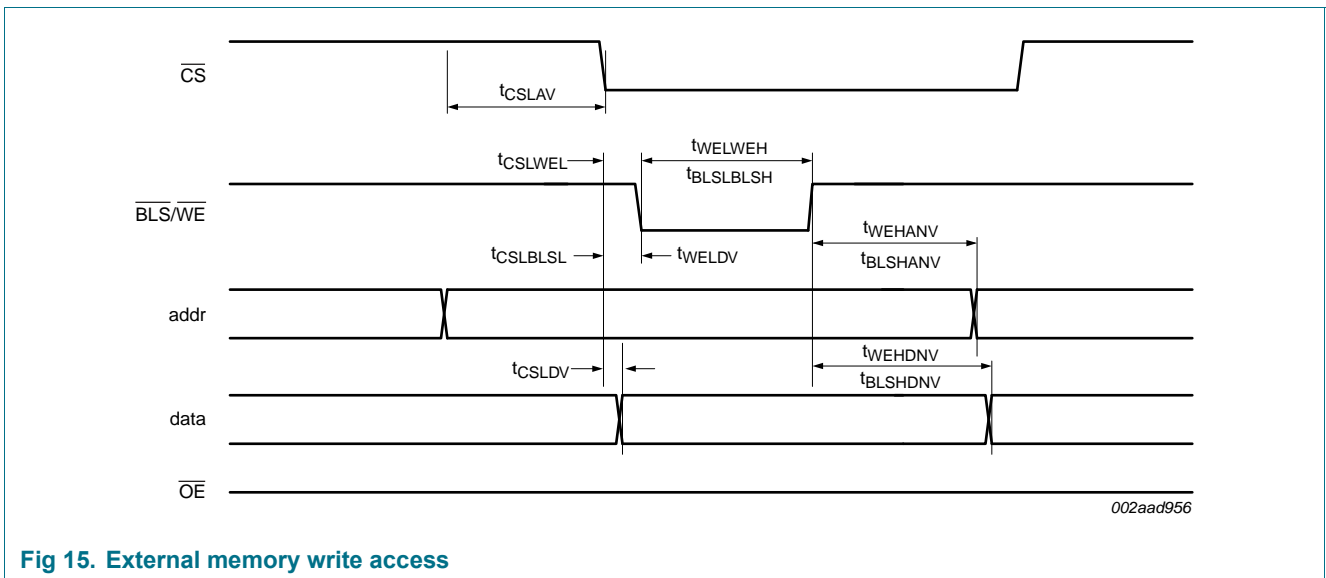 CS
tCSLAV
tCSLWEL
tWELWEH
tBLSLBLSH
BLS/WE
tCSLBLSL
tWELDV
tWEHANV
tBLSHANV
addr
tCSLDV
tWEHDNV
tBLSHDNV
data
OE
002aad956
Fig 15. External memory write access